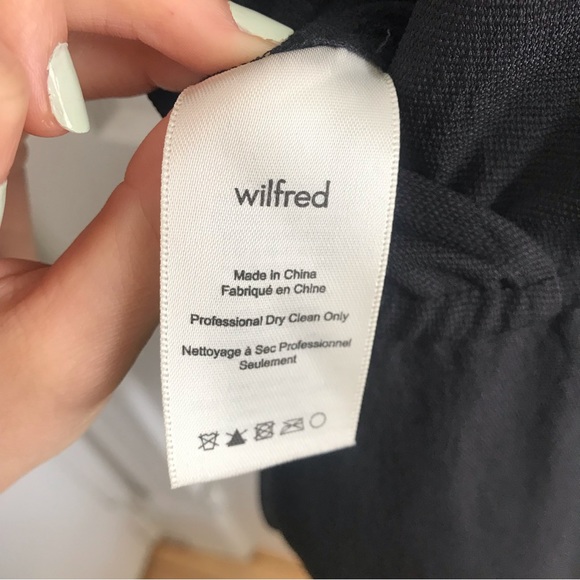 wilfred
Made in China
Fabriqué en Chine
Professional Dry Clean Only
Nettoyage à Sec Professionnel
Seulement